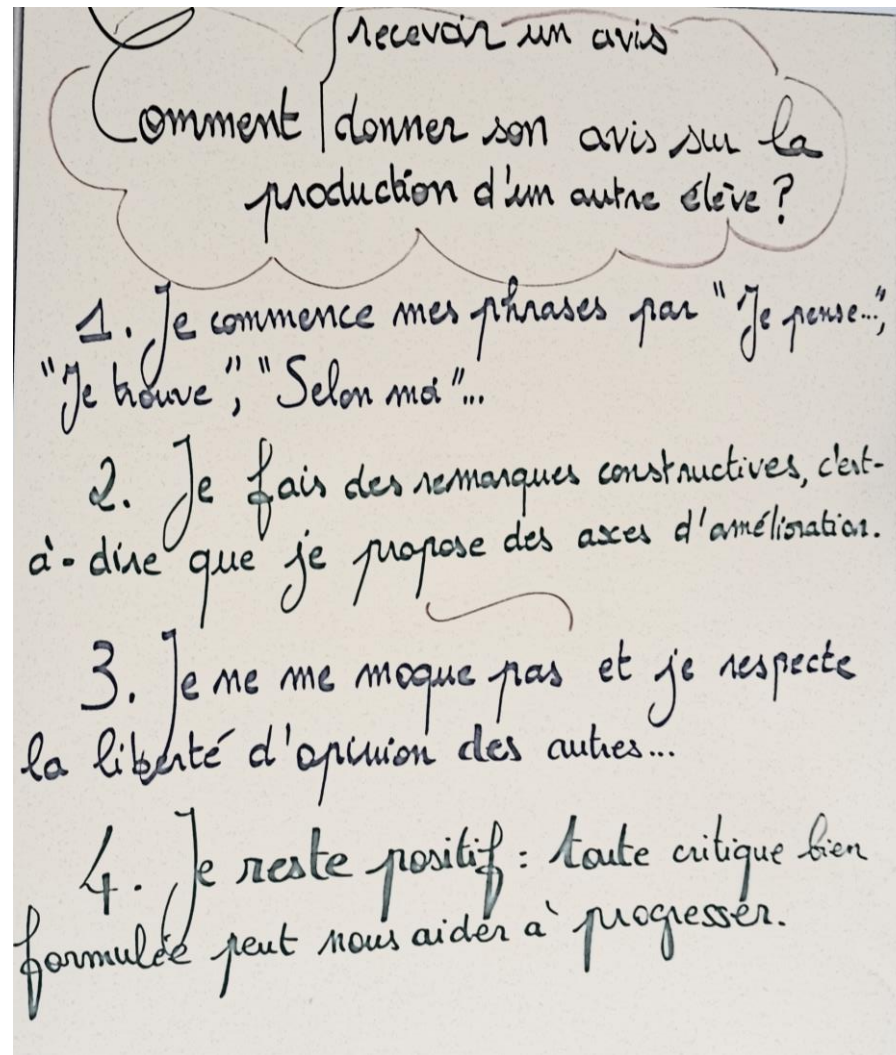 recevoir un avis
Comment donner son avis sur la
production d'un autre élève ?
1. Je commence mes phrases par "Je pense...",
"Je trouve", "Selon moi"...
2. Je fais des remarques constructives, c'est-
à-dire que je propose des axes d'amélioration.
3. Je ne me moque pas et je respecte
la liberté d'opinion des autres...
4. Je reste positif : toute critique bien
formulée peut nous aider à progresser.